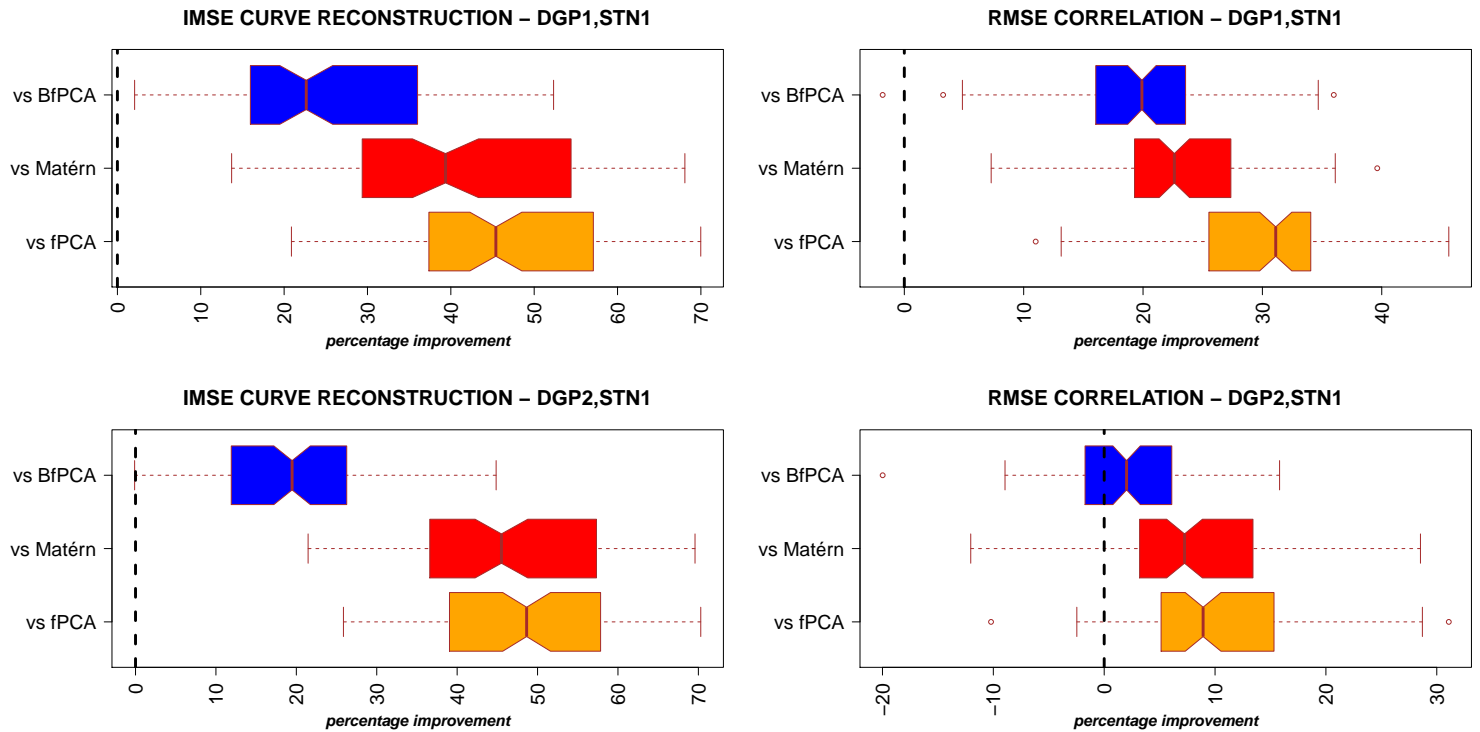 IMSE CURVE RECONSTRUCTION – DGP1,STN1
vs BfPCA
vs Matérn
vs fPCA
0 10 20 30 40 50 60 70
percentage improvement
RMSE CORRELATION – DGP1,STN1
vs BfPCA
vs Matérn
vs fPCA
0 10 20 30 40
percentage improvement
IMSE CURVE RECONSTRUCTION – DGP2,STN1
vs BfPCA
vs Matérn
vs fPCA
0 10 20 30 40 50 60 70
percentage improvement
RMSE CORRELATION – DGP2,STN1
vs BfPCA
vs Matérn
vs fPCA
−20 −10 0 10 20 30
percentage improvement